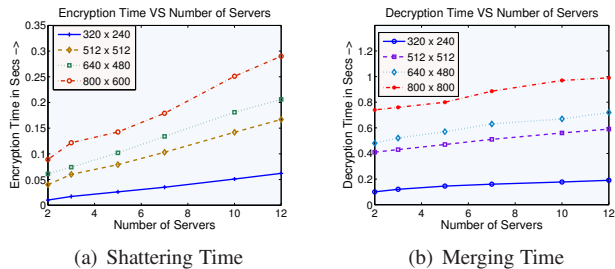 Encryption Time VS Number of Servers
0.35
0.3
0.25
0.2
0.15
0.1
0.05
0
Encryption Time in Secs −>
320 x 240
512 x 512
640 x 480
800 x 600
2 4 6 8 10 12
Number of Servers
(a) Shattering Time
Decryption Time VS Number of Servers
1.4
1.2
1
0.8
0.6
0.4
0.2
0
Decryption Time in Secs −>
320 x 240
512 x 512
640 x 480
800 x 800
2 4 6 8 10 12
Number of Servers
(b) Merging Time